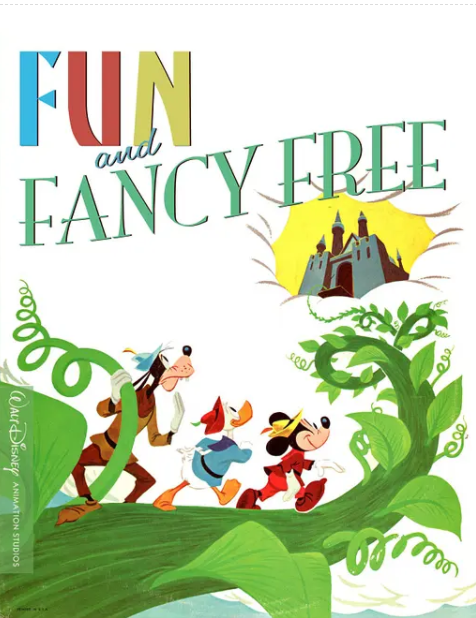 FUN
and
FANCY FREE
WALT DISNEY ANIMATION STUDIOS